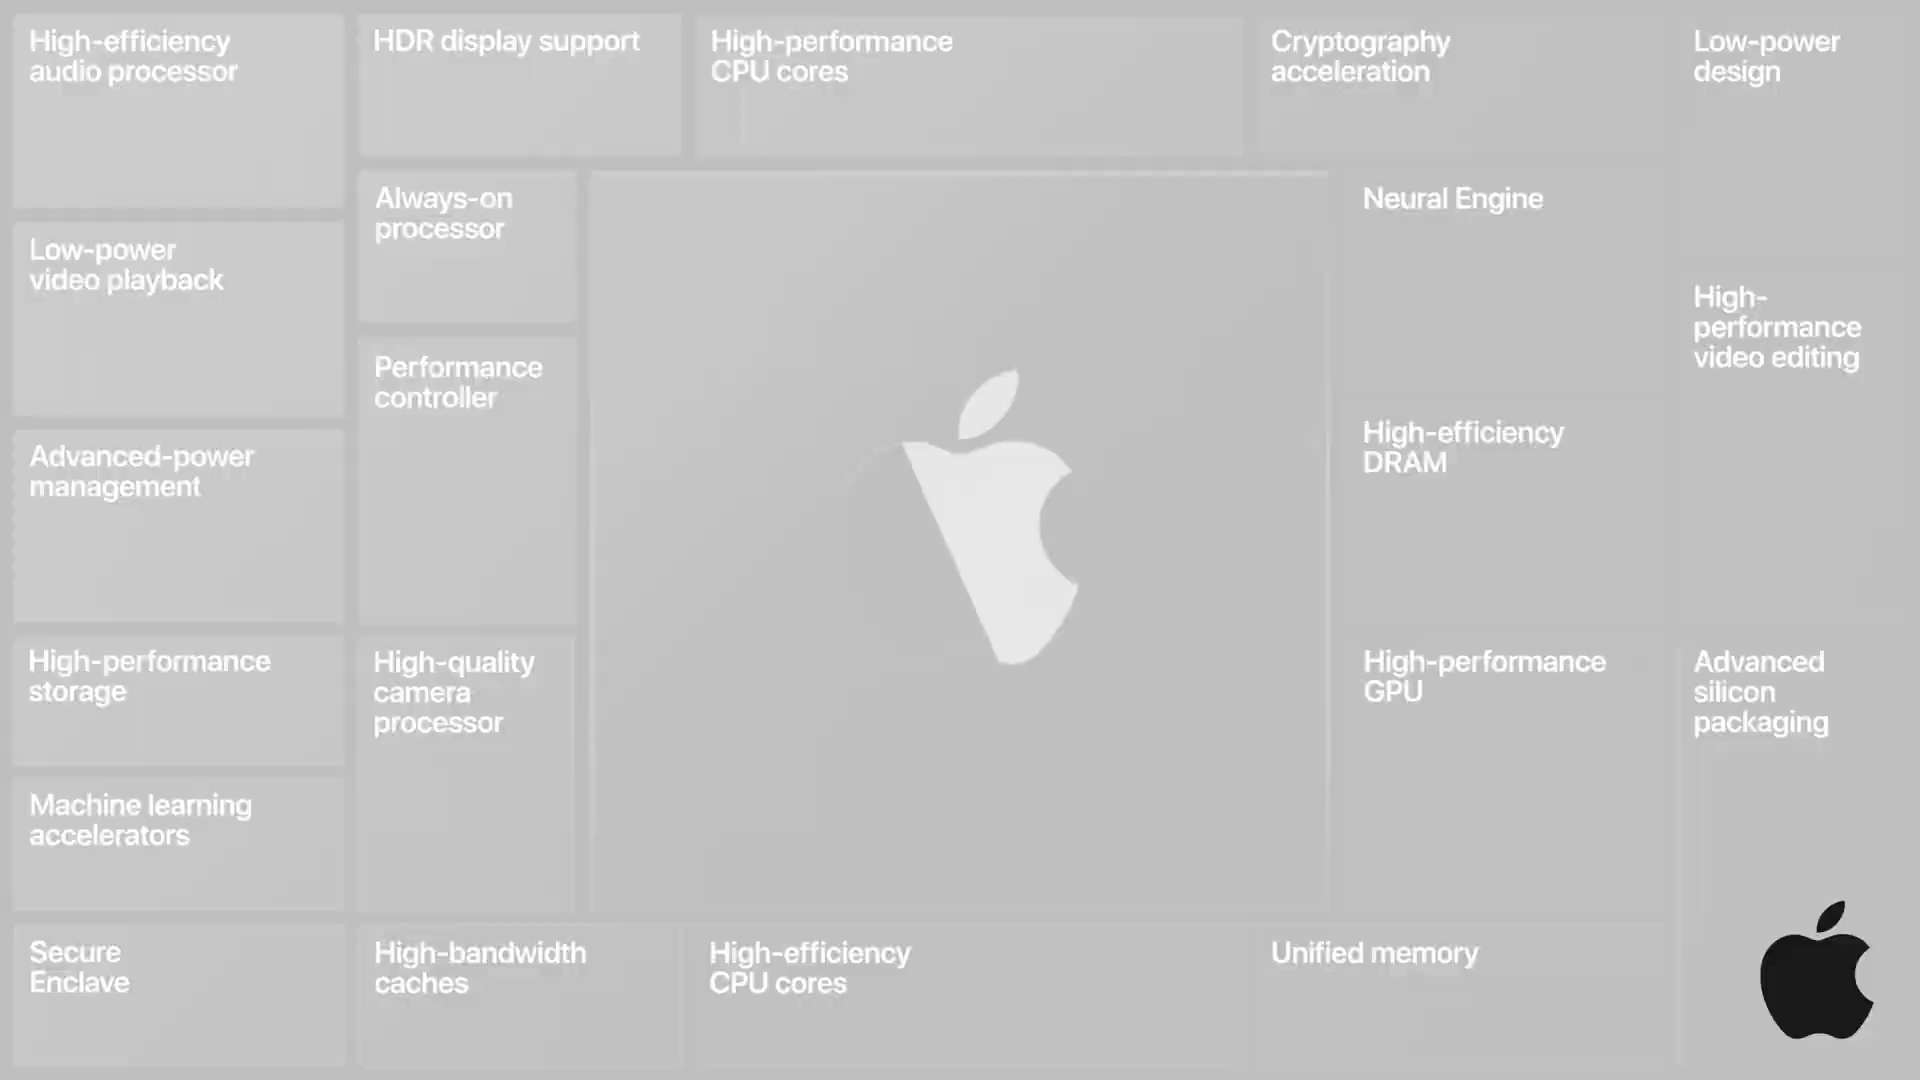 High-efficiency
audio processor
HDR display support
High-performance
CPU cores
Cryptography
acceleration
Low-power
design
Always-on
processor
Neural Engine
Low-power
video playback
High-
performance
video editing
Performance
controller
High-efficiency
DRAM
Advanced-power
management
High-performance
storage
High-quality
camera
processor
High-performance
GPU
Advanced
silicon
packaging
Machine learning
accelerators
Secure
Enclave
High-bandwidth
caches
High-efficiency
CPU cores
Unified memory